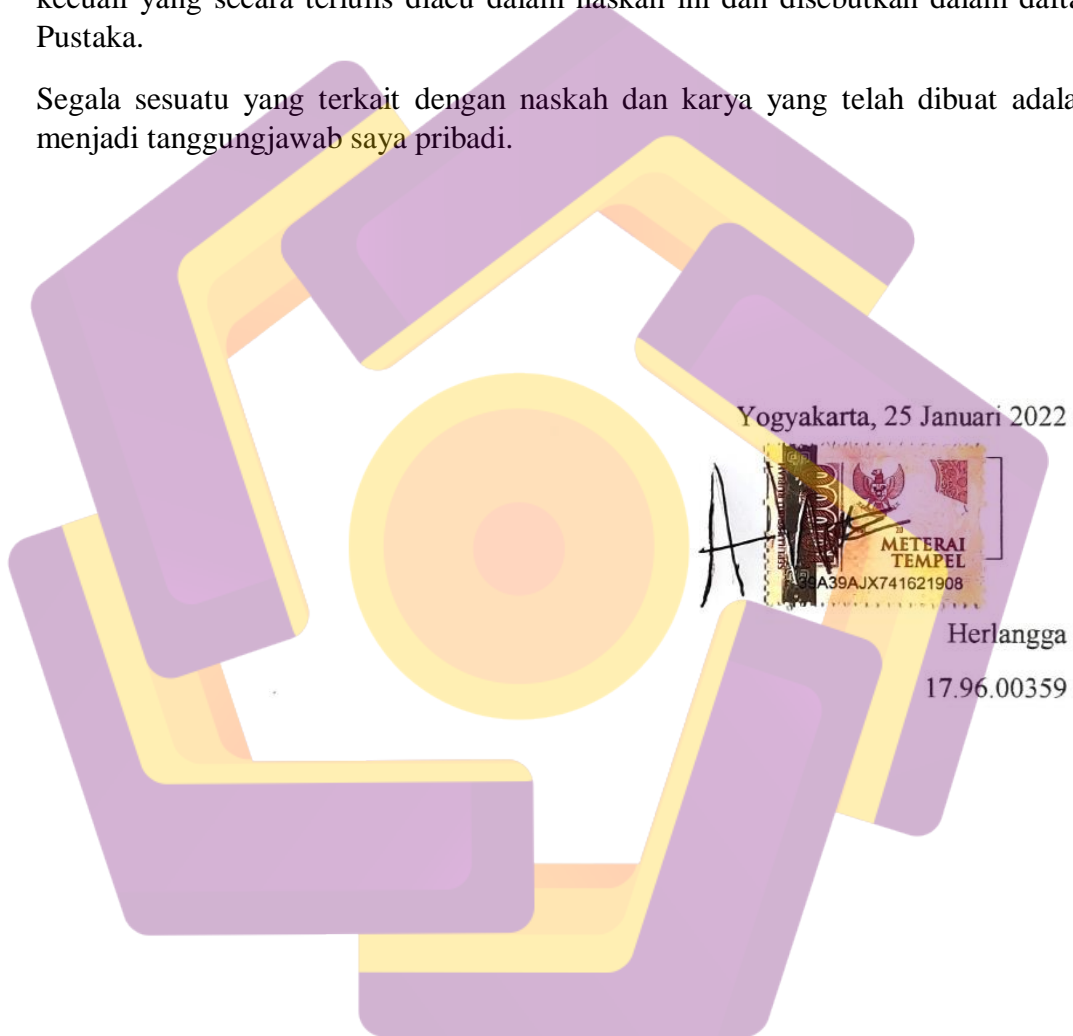 kecuali yang secara tertulis diacu dalam naskah ini dan disebutkan dalam dafta
Pustaka.
Segala sesuatu yang terkait dengan naskah dan karya yang telah dibuat adala
menjadi tanggungjawab saya pribadi.
Yogyakarta, 25 Januari 2022
METERAI
TEMPEL
39A39AJX741621908
Herlangga
17.96.00359